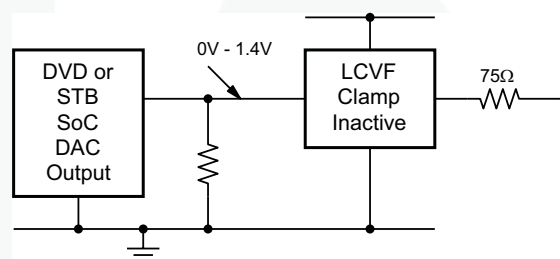 0V - 1.4V
DVD or
STB
SoC
DAC
Output
LCVF
Clamp
Inactive
75Ω